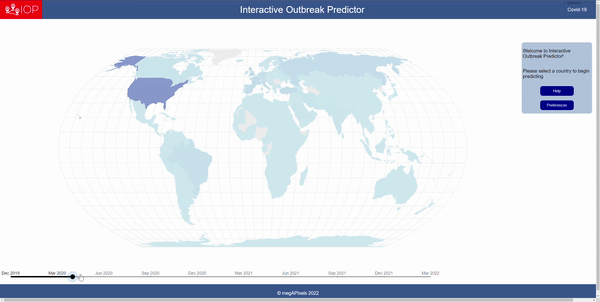 IOP
Interactive Outbreak Predictor
Covid-19
Welcome to Interactive
Outbreak Predictor!
Please select a country to begin
predicting.
Help
Preferences
Dec 2019 Mar 2020 Jun 2020 Sep 2020 Dec 2020 Mar 2021 Jun 2021 Sep 2021 Dec 2021 Mar 2022
© megAPIxels 2022